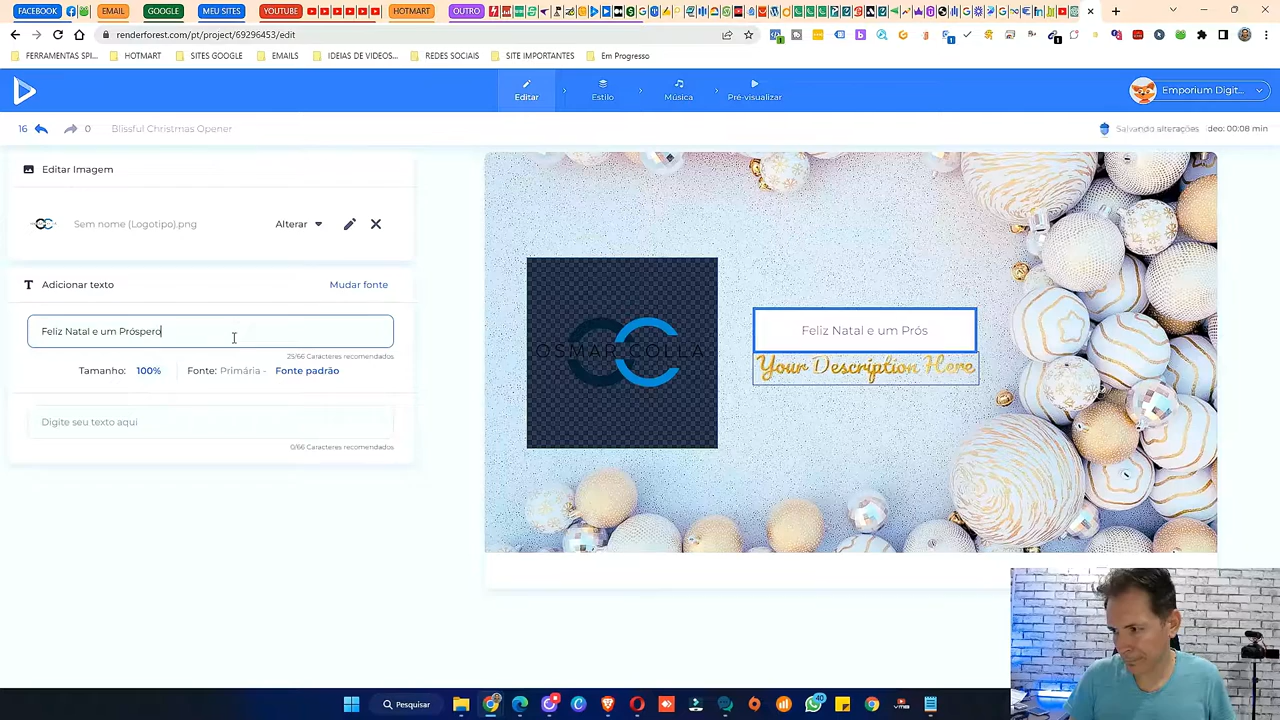 FACEBOOK EMAIL GOOGLE MEUS SITES YOUTUBE HOTMART OUTRO
renderforest.com/pt/project/69296453/edit
FERRAMENTAS SPI... HOTMART SITES GOOGLE EMAILS IDEIAS DE VIDEOS... REDES SOCIAIS SITE IMPORTANTES Em Progresso
Editar Estilo Música Pré-visualizar Emporium Digit...
16 0 Blissful Christmas Opener Salvando alterações deo: 00:08 min
Editar Imagem
Sem nome (Logotipo).png Alterar
Adicionar texto Mudar fonte
Feliz Natal e um Próspero
Feliz Natal e um Prós
25/66 Caracteres recomendados
Your Description Here
Tamanho: 100% Fonte: Primária - Fonte padrão
Digite seu texto aqui
0/66 Caracteres recomendados
Pesquisar
40